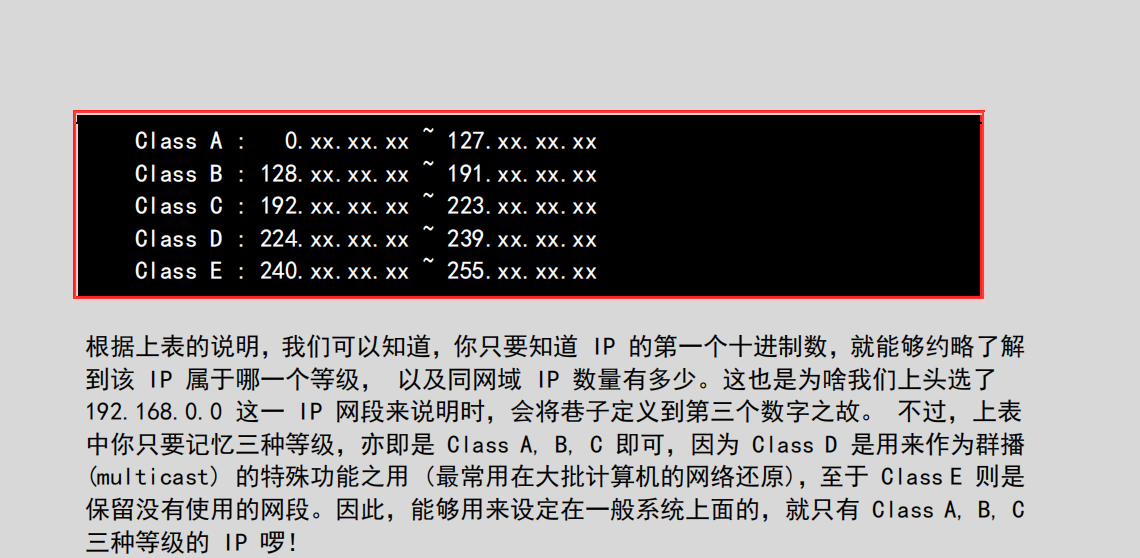 Class A :   0.xx.xx.xx ~ 127.xx.xx.xx
Class B : 128.xx.xx.xx ~ 191.xx.xx.xx
Class C : 192.xx.xx.xx ~ 223.xx.xx.xx
Class D : 224.xx.xx.xx ~ 239.xx.xx.xx
Class E : 240.xx.xx.xx ~ 255.xx.xx.xx
根据上表的说明，我们可以知道，你只要知道 IP 的第一个十进制数，就能够约略了解
到该 IP 属于哪一个等级， 以及同网域 IP 数量有多少。这也是为啥我们上头选了
192.168.0.0 这一 IP 网段来说明时，会将巷子定义到第三个数字之故。 不过，上表
中你只要记忆三种等级，亦即是 Class A, B, C 即可，因为 Class D 是用来作为群播
(multicast) 的特殊功能之用 (最常用在大批计算机的网络还原)，至于 Class E 则是
保留没有使用的网段。因此，能够用来设定在一般系统上面的，就只有 Class A, B, C
三种等级的 IP 啰!